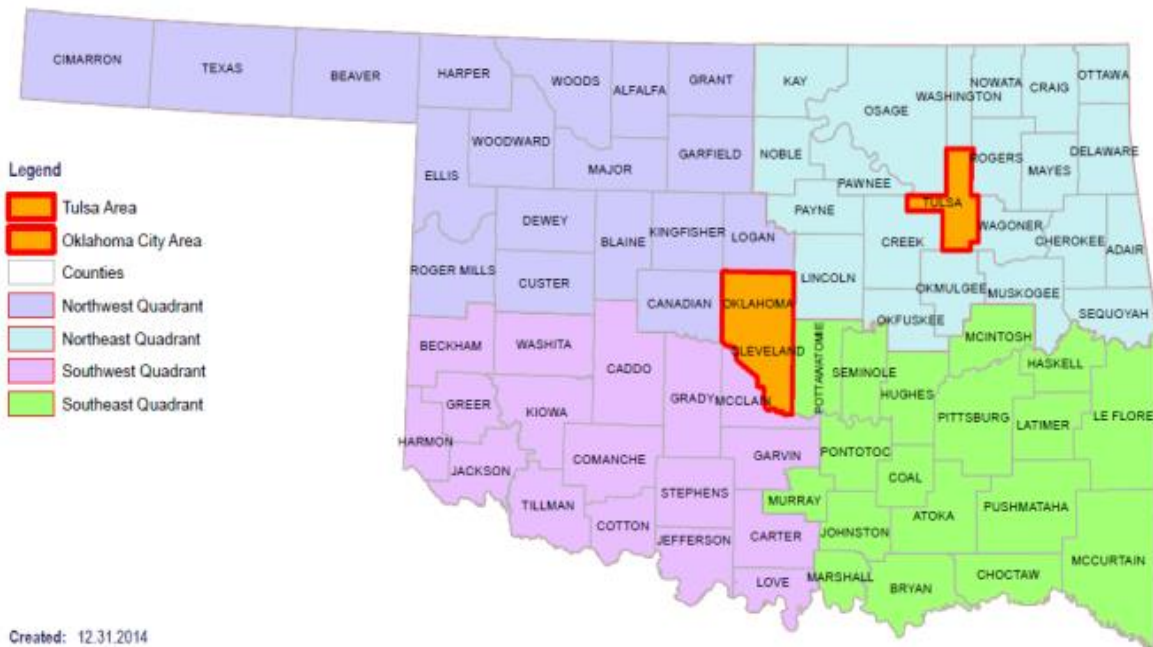 CIMARRON
TEXAS
BEAVER
HARPER
WOODS
ALFALFA
GRANT
KAY
OSAGE
WASHINGTON
NOWATA
CRAIG
OTTAWA
WOODWARD
ELLIS
MAJOR
GARFIELD
NOBLE
PAWNEE
ROGERS
MAYES
DELAWARE
Legend
Tulsa Area
Oklahoma City Area
Counties
Northwest Quadrant
Northeast Quadrant
Southwest Quadrant
Southeast Quadrant
DEWEY
BLAINE
KINGFISHER
LOGAN
PAYNE
TULSA
CREEK
WAGONER
CHEROKEE
ADAIR
ROGER MILLS
CUSTER
CANADIAN
OKLAHOMA
LINCOLN
OKMULGEE
MUSKOGEE
OKFUSKEE
SEQUOYAH
BECKHAM
WASHITA
CADDO
GRADY
MCCLAIN
CLEVELAND
POTTAWATOMIE
SEMINOLE
HUGHES
MCINTOSH
HASKELL
GREER
KIOWA
HARMON
JACKSON
COMANCHE
GARVIN
PONTOTOC
PITTSBURG
LATIMER
LE FLORE
TILLMAN
STEPHENS
MURRAY
COAL
COTTON
JEFFERSON
CARTER
JOHNSTON
ATOKA
PUSHMATAHA
LOVE
MARSHALL
BRYAN
CHOCTAW
MCCURTAIN
Created: 12.31.2014